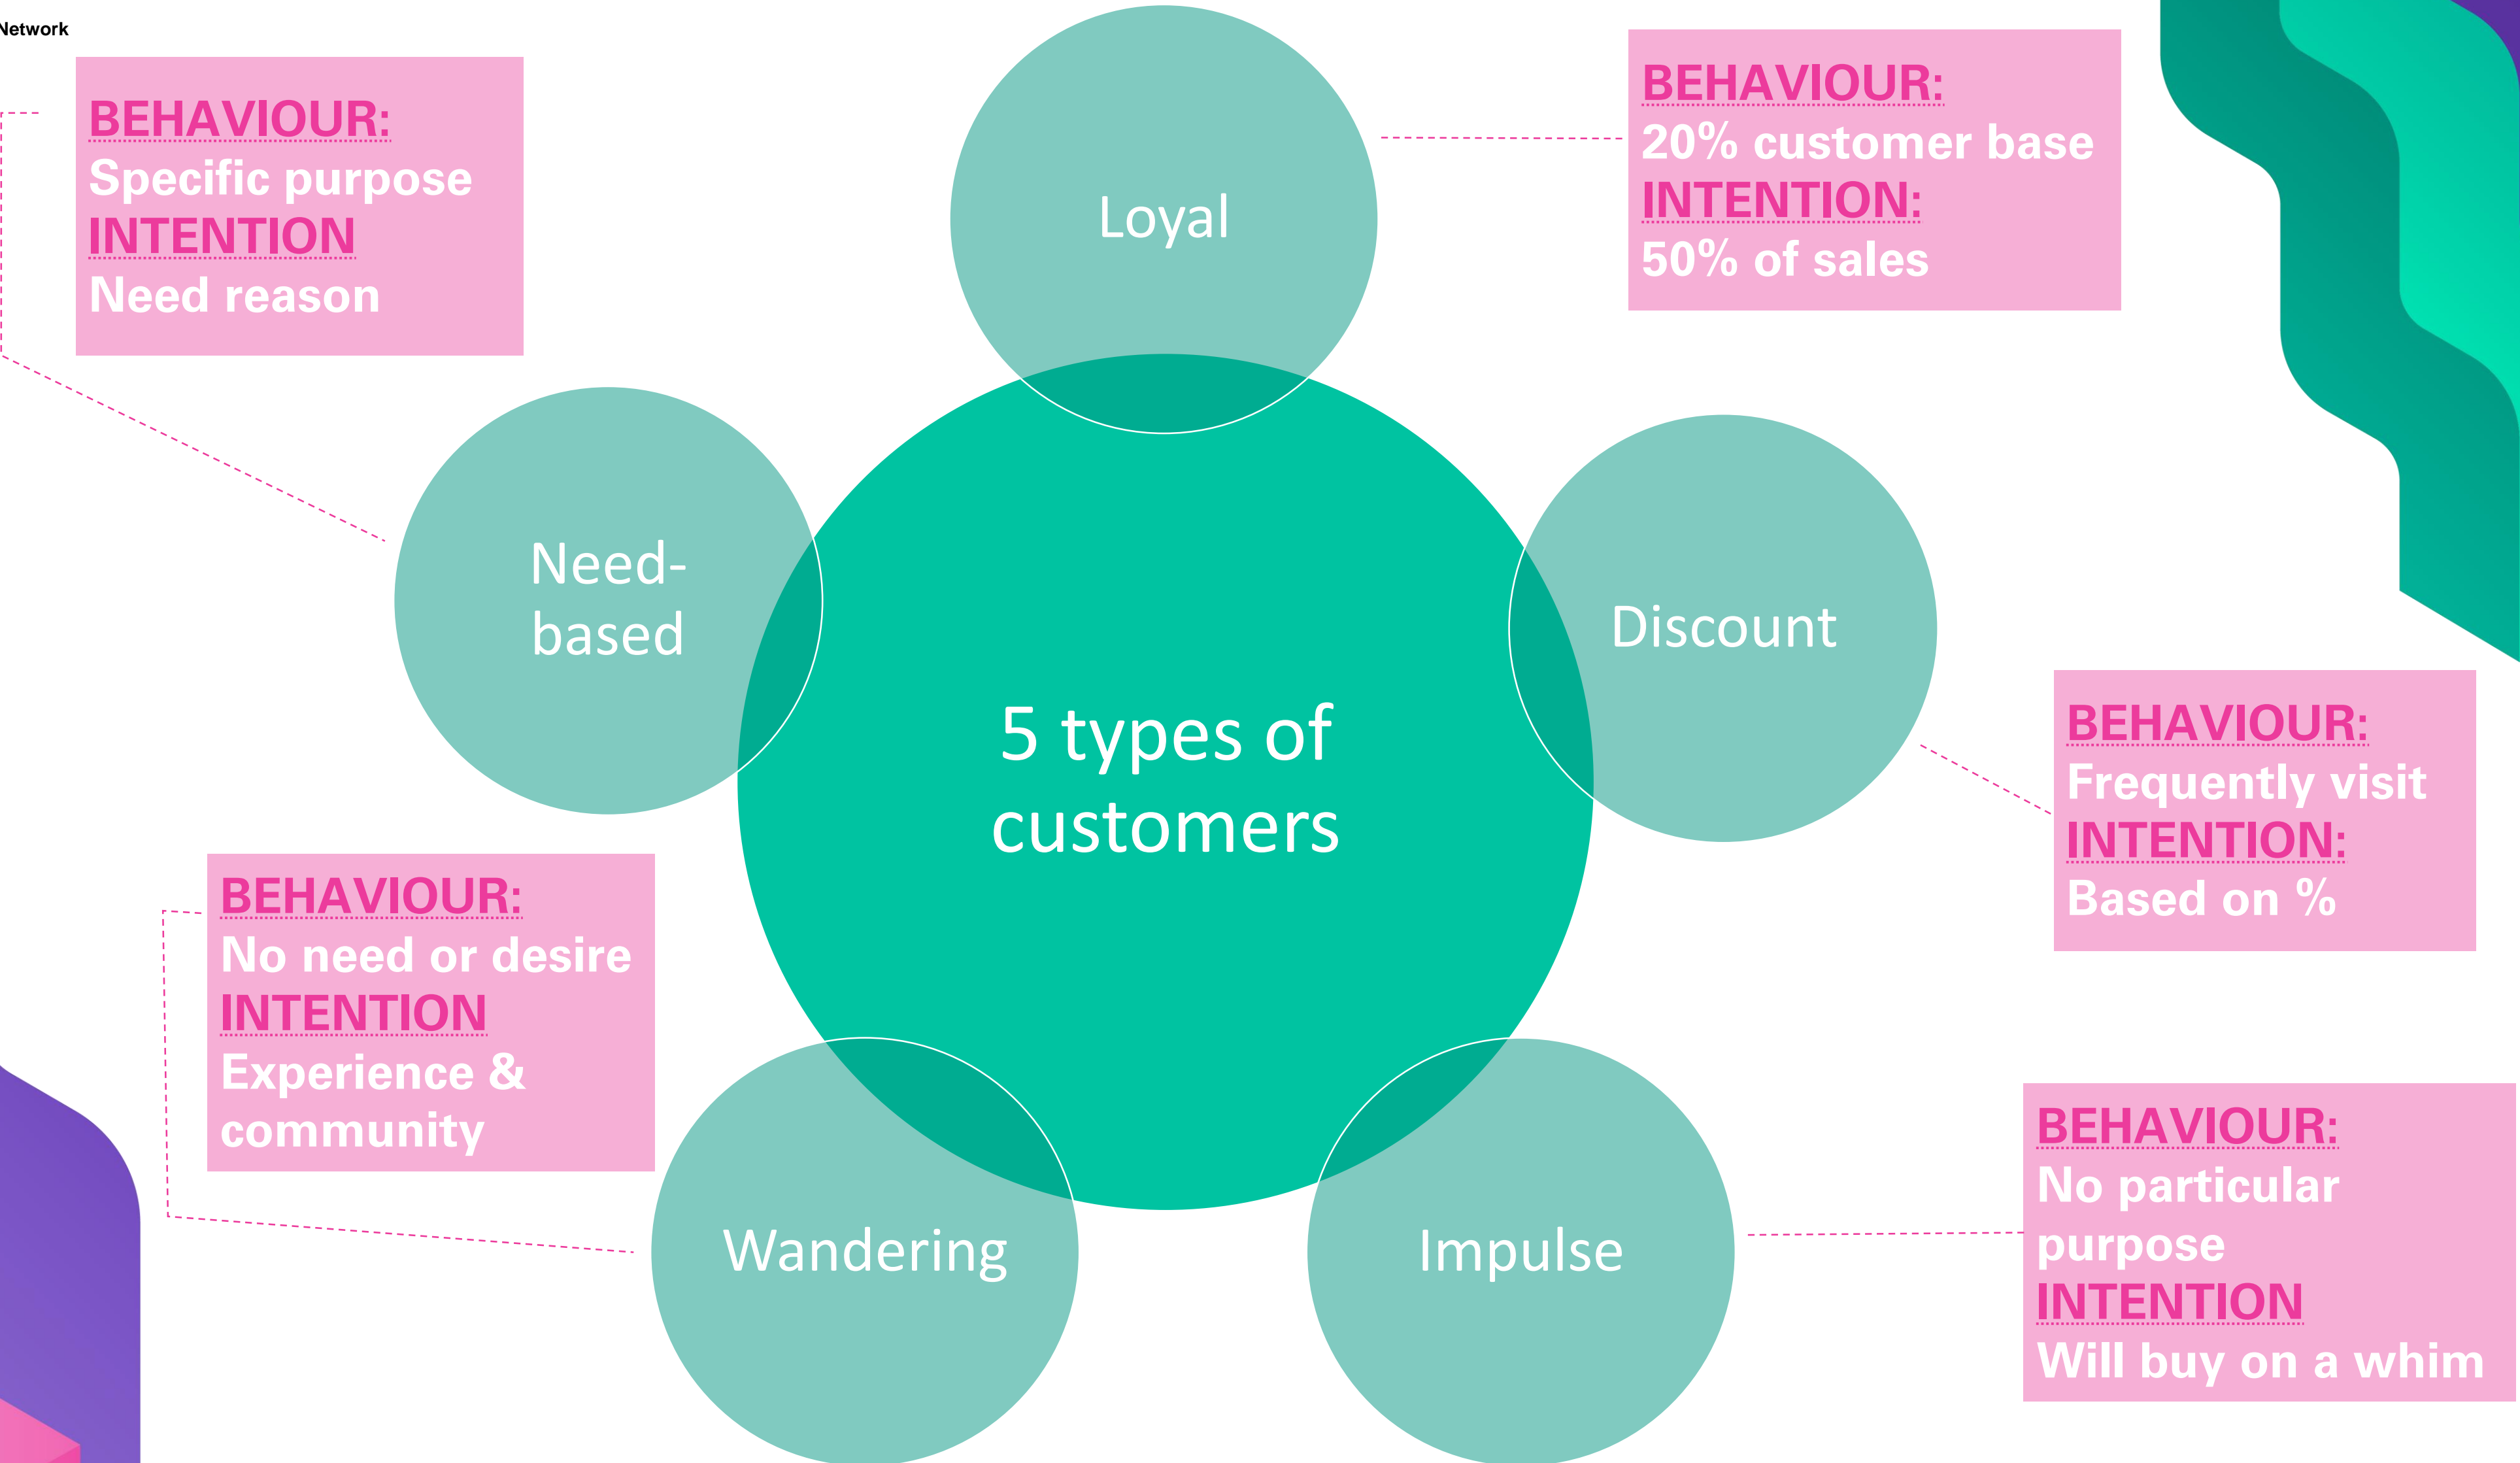 Network
BEHAVIOUR:
Specific purpose
INTENTION
Need reason
Loyal
BEHAVIOUR:
20% customer base
INTENTION:
50% of sales
Need-
based
Discount
5 types of
customers
BEHAVIOUR:
Frequently visit
INTENTION:
Based on %
BEHAVIOUR:
No need or desire
INTENTION
Experience &
community
Wandering
Impulse
BEHAVIOUR:
No particular
purpose
INTENTION
Will buy on a whim